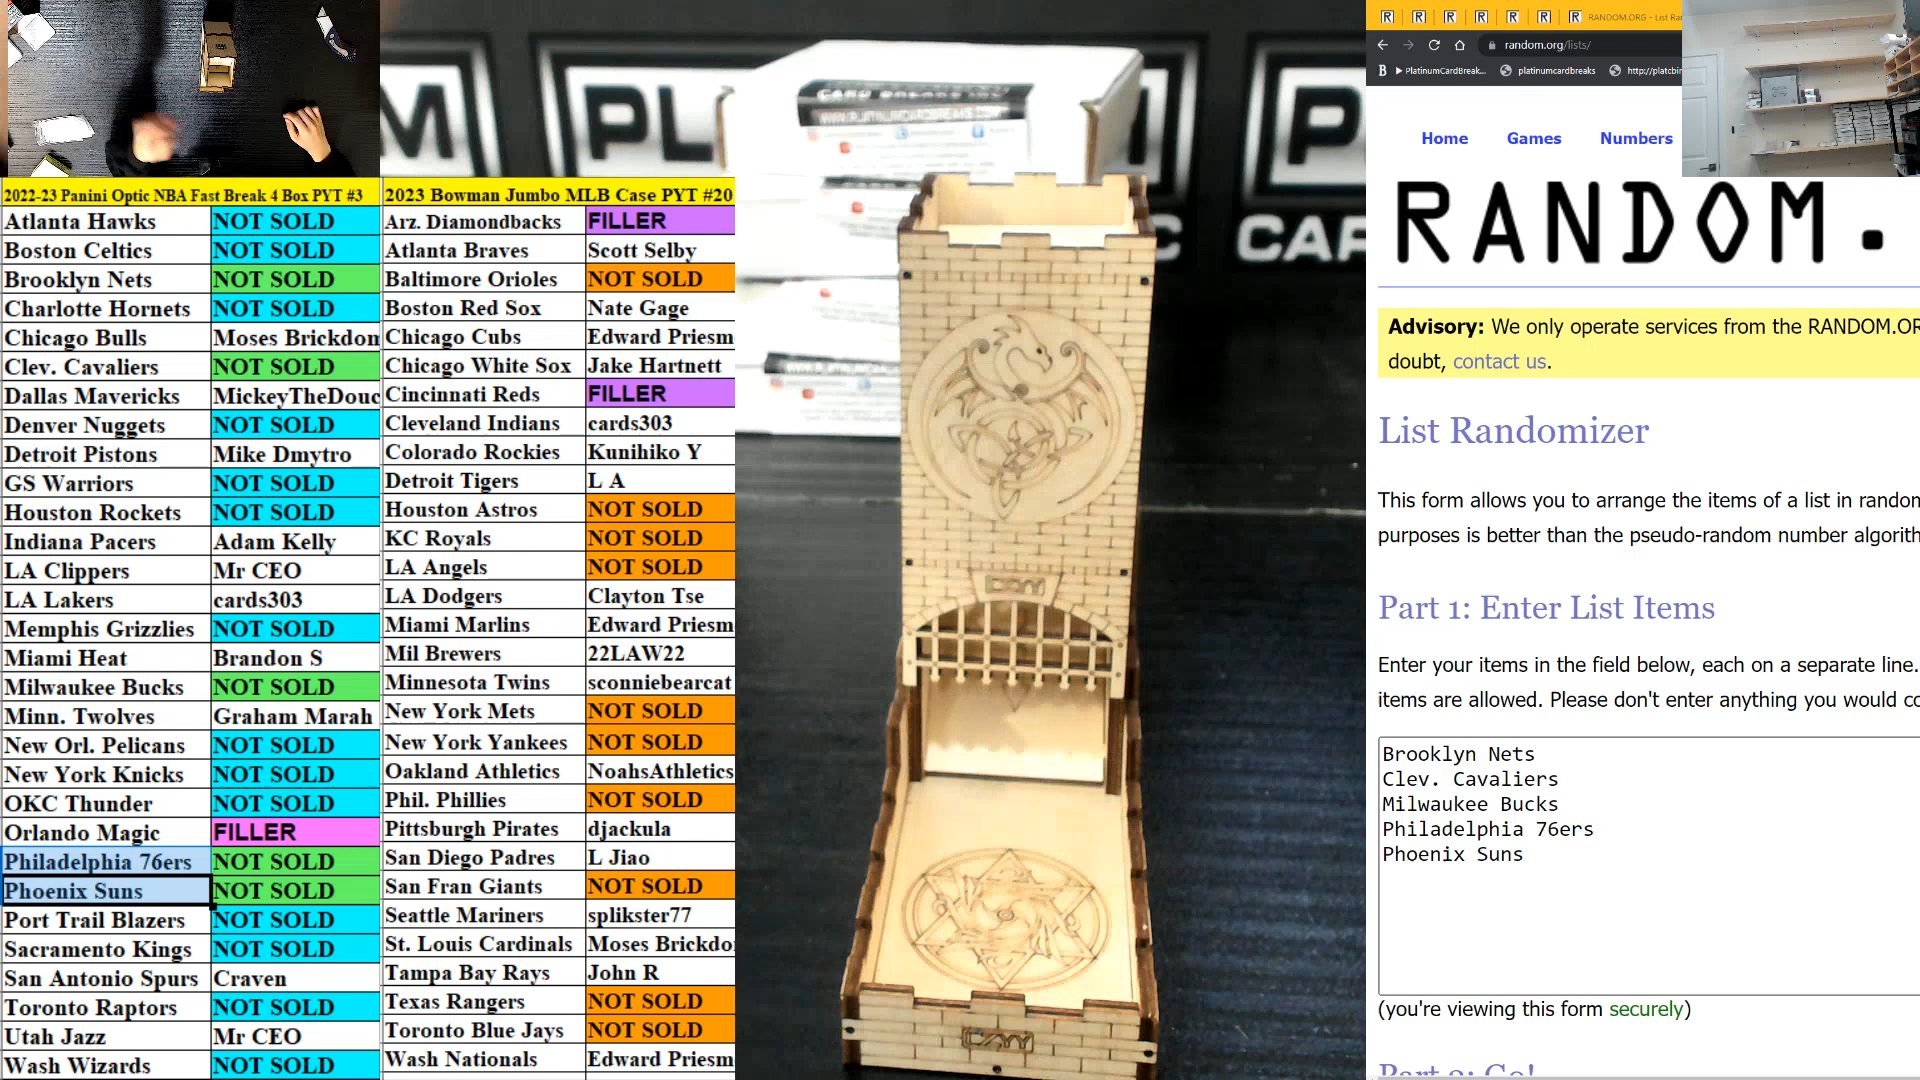 2022-23 Panini Optic NBA Fast Break 4 Box PYT #3
Atlanta Hawks NOT SOLD
Boston Celtics NOT SOLD
Brooklyn Nets NOT SOLD
Charlotte Hornets NOT SOLD
Chicago Bulls Moses Brickdon
Clev. Cavaliers NOT SOLD
Dallas Mavericks MickeyTheDouc
Denver Nuggets NOT SOLD
Detroit Pistons Mike Dmytro
GS Warriors NOT SOLD
Houston Rockets NOT SOLD
Indiana Pacers Adam Kelly
LA Clippers Mr CEO
LA Lakers cards303
Memphis Grizzlies NOT SOLD
Miami Heat Brandon S
Milwaukee Bucks NOT SOLD
Minn. Twolves Graham Marah
New Orl. Pelicans NOT SOLD
New York Knicks NOT SOLD
OKC Thunder NOT SOLD
Orlando Magic FILLER
Philadelphia 76ers NOT SOLD
Phoenix Suns NOT SOLD
Port Trail Blazers NOT SOLD
Sacramento Kings NOT SOLD
San Antonio Spurs Craven
Toronto Raptors NOT SOLD
Utah Jazz Mr CEO
Wash Wizards NOT SOLD
2023 Bowman Jumbo MLB Case PYT #20
Arz. Diamondbacks FILLER
Atlanta Braves Scott Selby
Baltimore Orioles NOT SOLD
Boston Red Sox Nate Gage
Chicago Cubs Edward Priesm
Chicago White Sox Jake Hartnett
Cincinnati Reds FILLER
Cleveland Indians cards303
Colorado Rockies Kunihiko Y
Detroit Tigers L A
Houston Astros NOT SOLD
KC Royals NOT SOLD
LA Angels NOT SOLD
LA Dodgers Clayton Tse
Miami Marlins Edward Priesm
Mil Brewers 22LAW22
Minnesota Twins sconniebearcat
New York Mets NOT SOLD
New York Yankees NOT SOLD
Oakland Athletics NoahsAthletics
Phil. Phillies NOT SOLD
Pittsburgh Pirates djackula
San Diego Padres L Jiao
San Fran Giants NOT SOLD
Seattle Mariners splikster77
St. Louis Cardinals Moses Brickdo
Tampa Bay Rays John R
Texas Rangers NOT SOLD
Toronto Blue Jays NOT SOLD
Wash Nationals Edward Priesm
M PL P
C CAR
RANDOM.ORG - List Ra
random.org/lists/
PlatinumCardBreak... platinumcardbreaks http://platcbin
Home Games Numbers
RANDOM.
Advisory: We only operate services from the RANDOM.OR
doubt, contact us.
List Randomizer
This form allows you to arrange the items of a list in random
purposes is better than the pseudo-random number algorith
Part 1: Enter List Items
Enter your items in the field below, each on a separate line.
items are allowed. Please don't enter anything you would co
Brooklyn Nets
Clev. Cavaliers
Milwaukee Bucks
Philadelphia 76ers
Phoenix Suns
(you're viewing this form securely)
Part 2: Go!